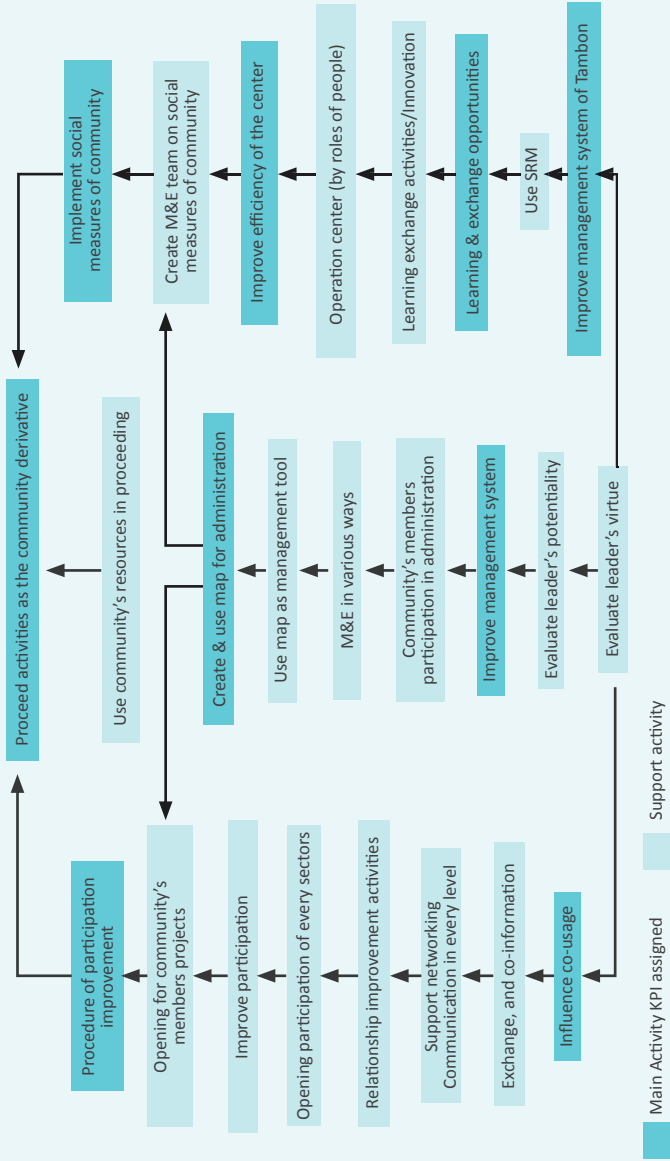 Proceed activities as the community derivative
Use community's resources in proceeding
Procedure of participation
improvement
Opening for community's
members projects
Improve participation
Opening participation of every sectors
Relationship improvement activities
Support networking
Communication in every level
Exchange, and co-information
Influence co-usage
Create & use map for administration
Use map as management tool
M&E in various ways
Community's members
participation in administration
Improve management system
Evaluate leader's potentiality
Evaluate leader's virtue
Implement social
measures of community
Create M&E team on social
measures of community
Improve efficiency of the center
Operation center (by roles of people)
Learning exchange activities/Innovation
Learning & exchange opportunities
Use SRM
Improve management system of Tambon
Main Activity KPI assigned
Support activity